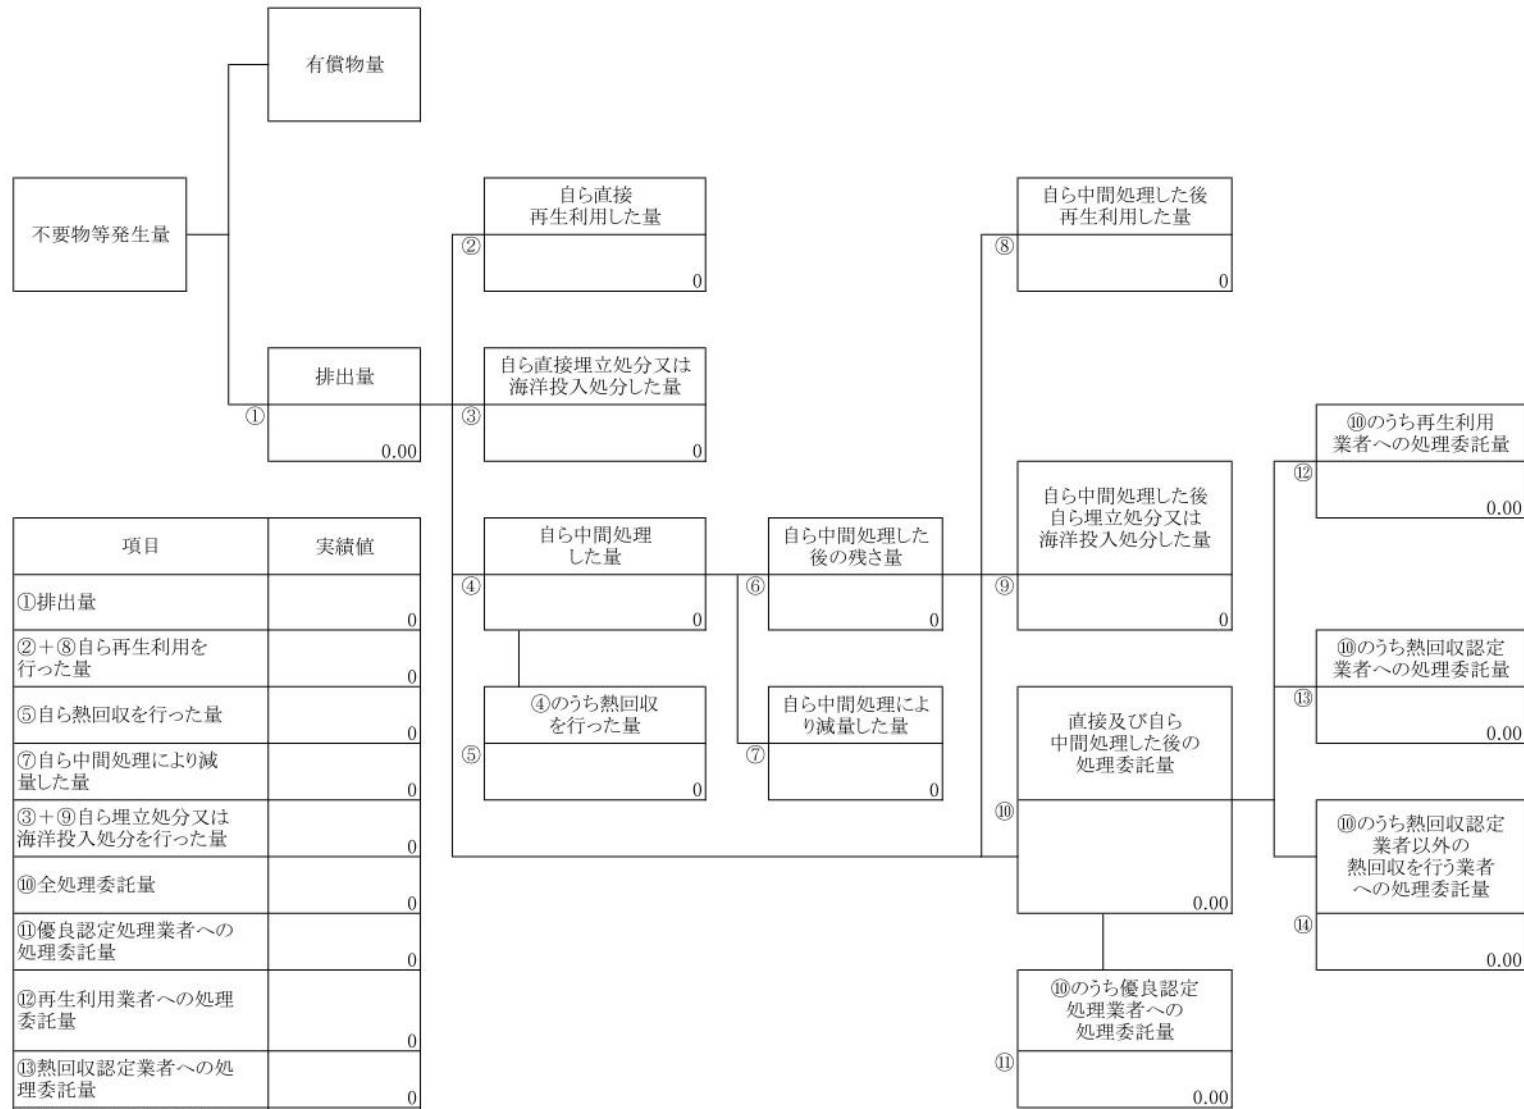 有償物量
不要物等発生量
自ら直接
再生利用した量
②
0
自ら中間処理した後
再生利用した量
⑧
0
排出量
①
0.00
自ら直接埋立処分又は
海洋投入処分した量
③
0
⑩のうち再生利用
業者への処理委託量
⑫
0.00
自ら中間処理した後
自ら埋立処分又は
海洋投入処分した量
⑨
0
自ら中間処理
した量
④
0
自ら中間処理した
後の残さ量
⑥
0
⑩のうち熱回収認定
業者への処理委託量
⑬
0.00
④のうち熱回収
を行った量
⑤
0
自ら中間処理によ
り減量した量
⑦
0
直接及び自ら
中間処理した後の
処理委託量
⑩
0.00
⑩のうち熱回収認定
業者以外の
熱回収を行う業者
への処理委託量
⑭
0.00
⑩のうち優良認定
処理業者への
処理委託量
⑪
0.00
項目 実績値
①排出量
0
②+⑧自ら再生利用を
行った量
0
⑤自ら熱回収を行った量
0
⑦自ら中間処理により減
量した量
0
③+⑨自ら埋立処分又は
海洋投入処分を行った量
0
⑩全処理委託量
0
⑪優良認定処理業者への
処理委託量
0
⑫再生利用業者への処理
委託量
0
⑬熱回収認定業者への処
理委託量
0